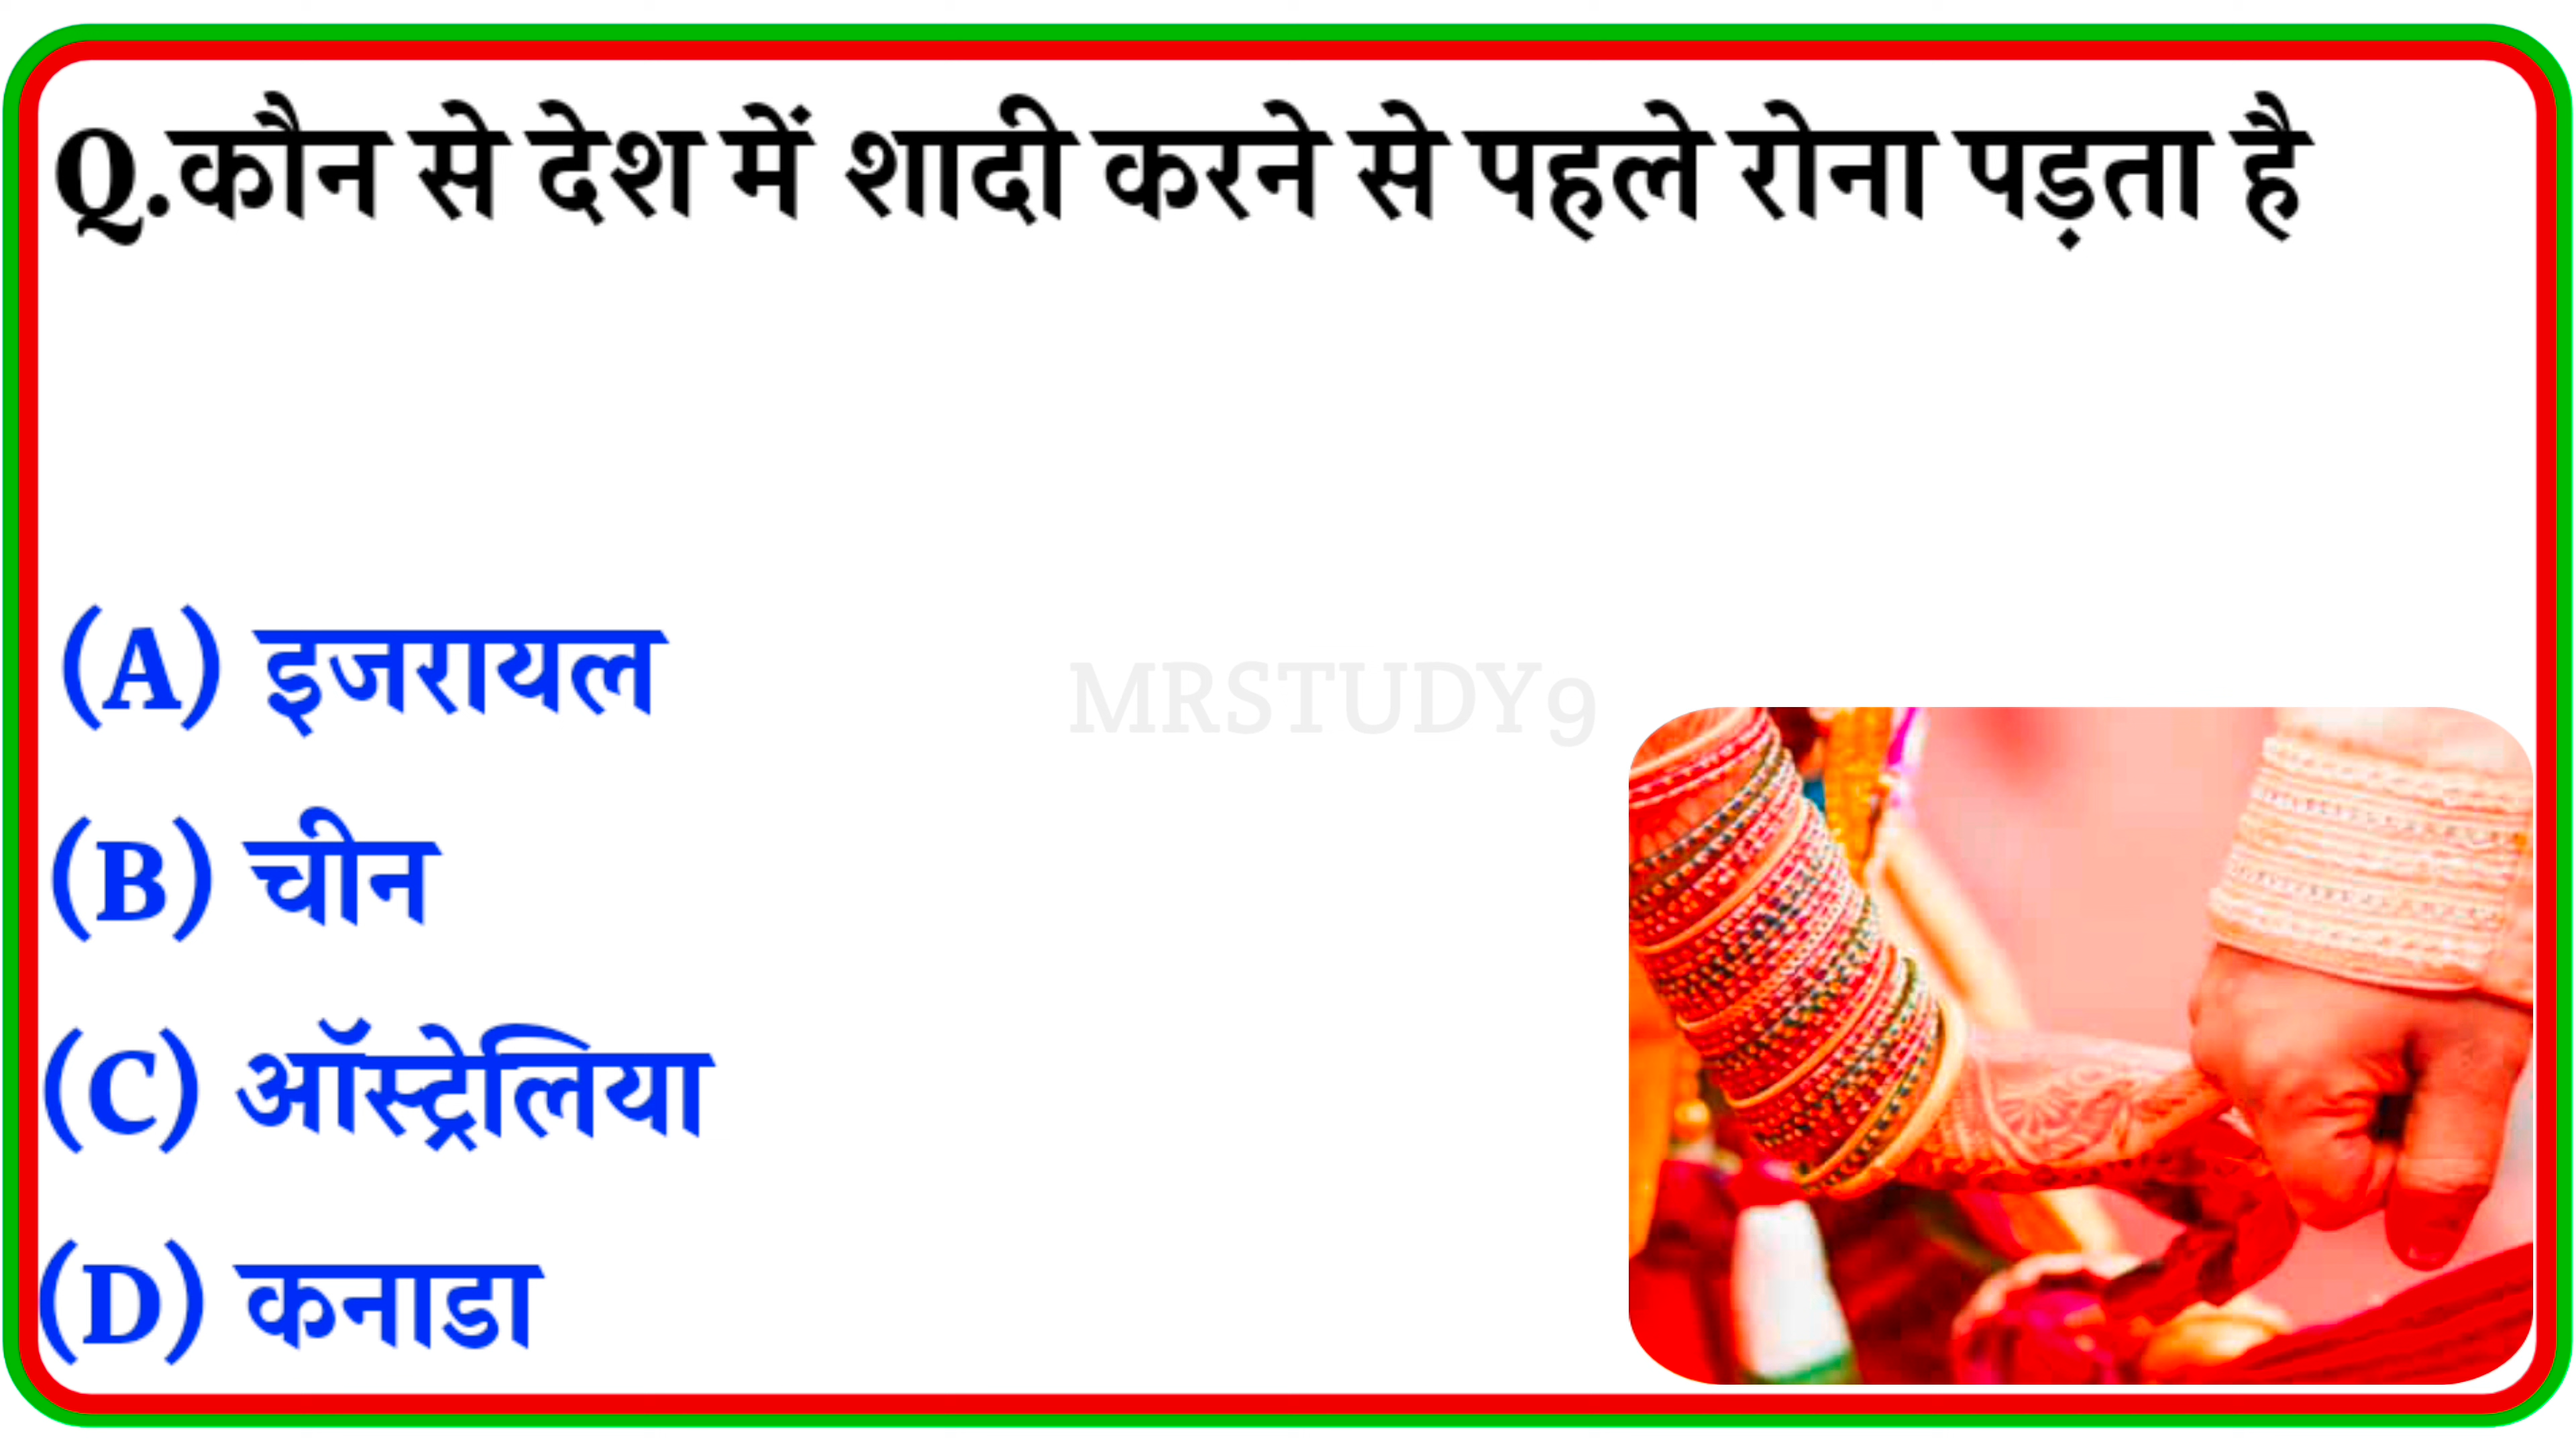 Q.कौन से देश में शादी करने से पहले रोना पड़ता है
(A) इजरायल
MRSTUDY9
(B) चीन
(C) ऑस्ट्रेलिया
(D) कनाडा